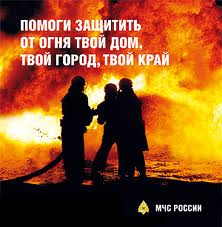 ПОМОГИ ЗАЩИТИТЬ
ОТ ОГНЯ ТВОЙ ДОМ,
ТВОЙ ГОРОД, ТВОЙ КРАЙ
МЧС РОССИИ